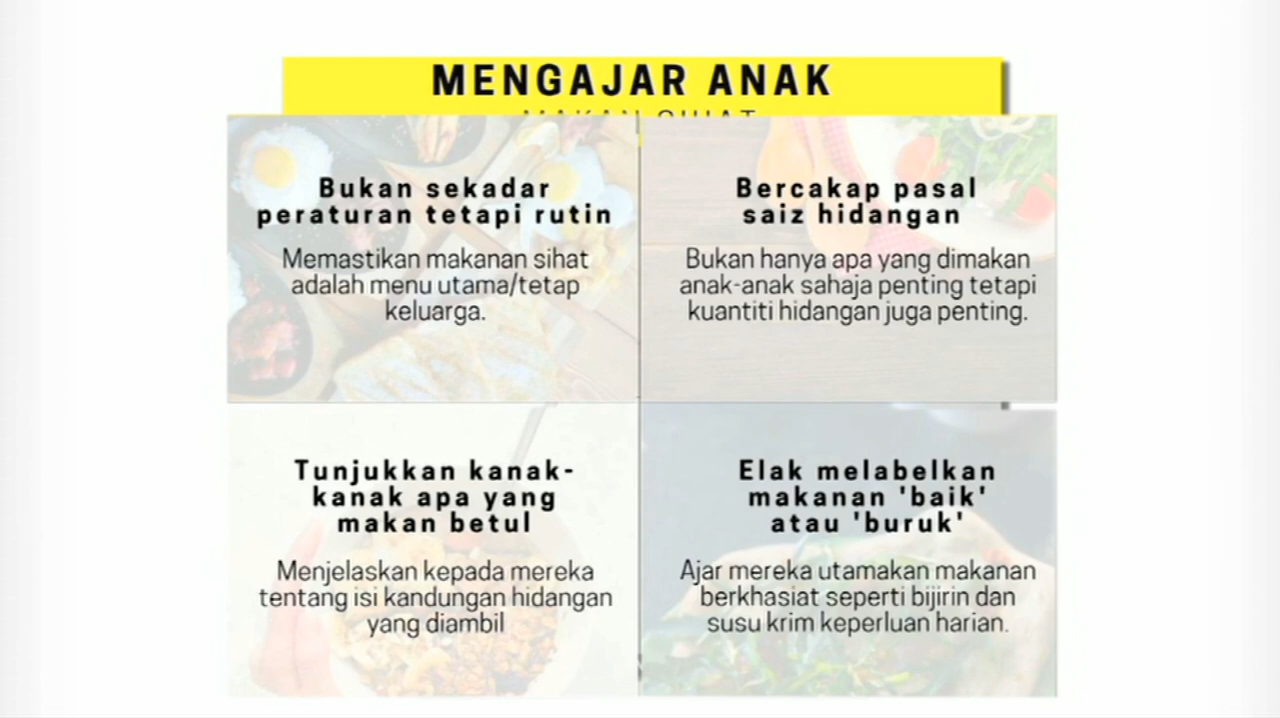 MENGAJAR ANAK
MAKAN SIHAT
Bukan sekadar
peraturan tetapi rutin
Memastikan makanan sihat
adalah menu utama/tetap
keluarga.
Bercakap pasal
saiz hidangan
Bukan hanya apa yang dimakan
anak-anak sahaja penting tetapi
kuantiti hidangan juga penting.
Tunjukkan kanak-
kanak apa yang
makan betul
Menjelaskan kepada mereka
tentang isi kandungan hidangan
yang diambil
Elak melabelkan
makanan 'baik'
atau 'buruk'
Ajar mereka utamakan makanan
berkhasiat seperti bijirin dan
susu krim keperluan harian.